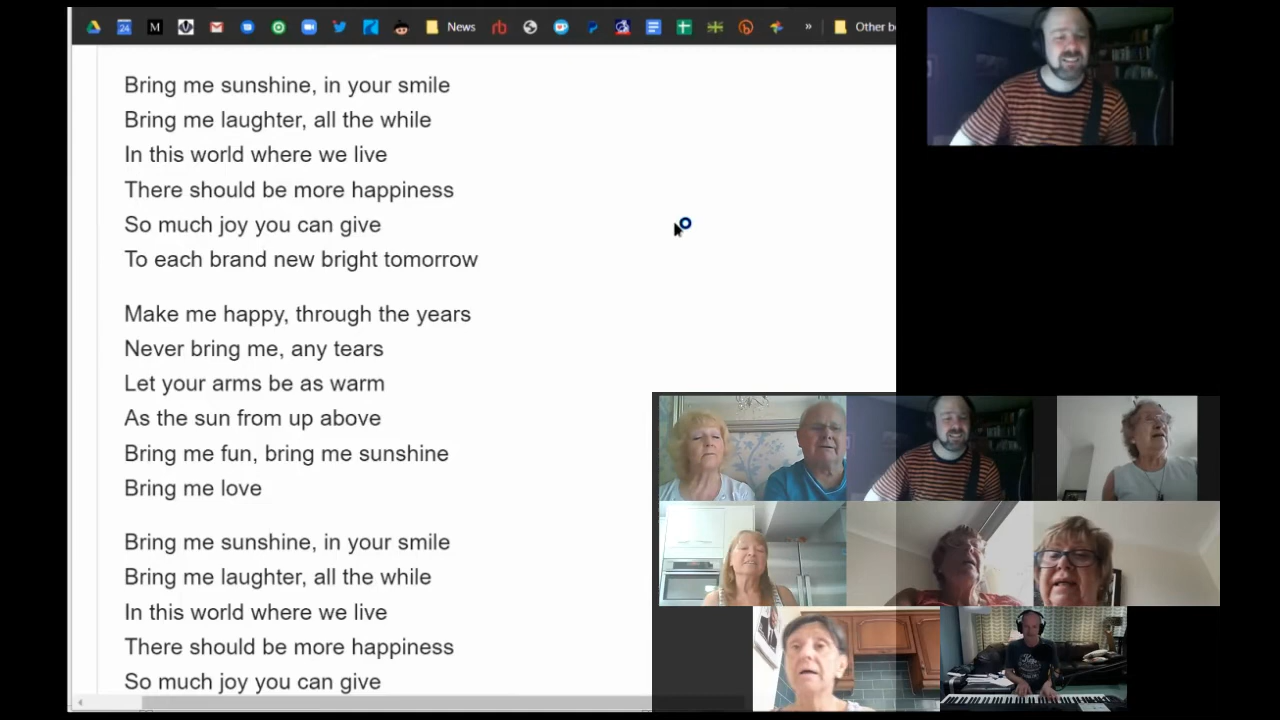 News
Other b
Bring me sunshine, in your smile
Bring me laughter, all the while
In this world where we live
There should be more happiness
So much joy you can give
To each brand new bright tomorrow
Make me happy, through the years
Never bring me, any tears
Let your arms be as warm
As the sun from up above
Bring me fun, bring me sunshine
Bring me love
Bring me sunshine, in your smile
Bring me laughter, all the while
In this world where we live
There should be more happiness
So much joy you can give